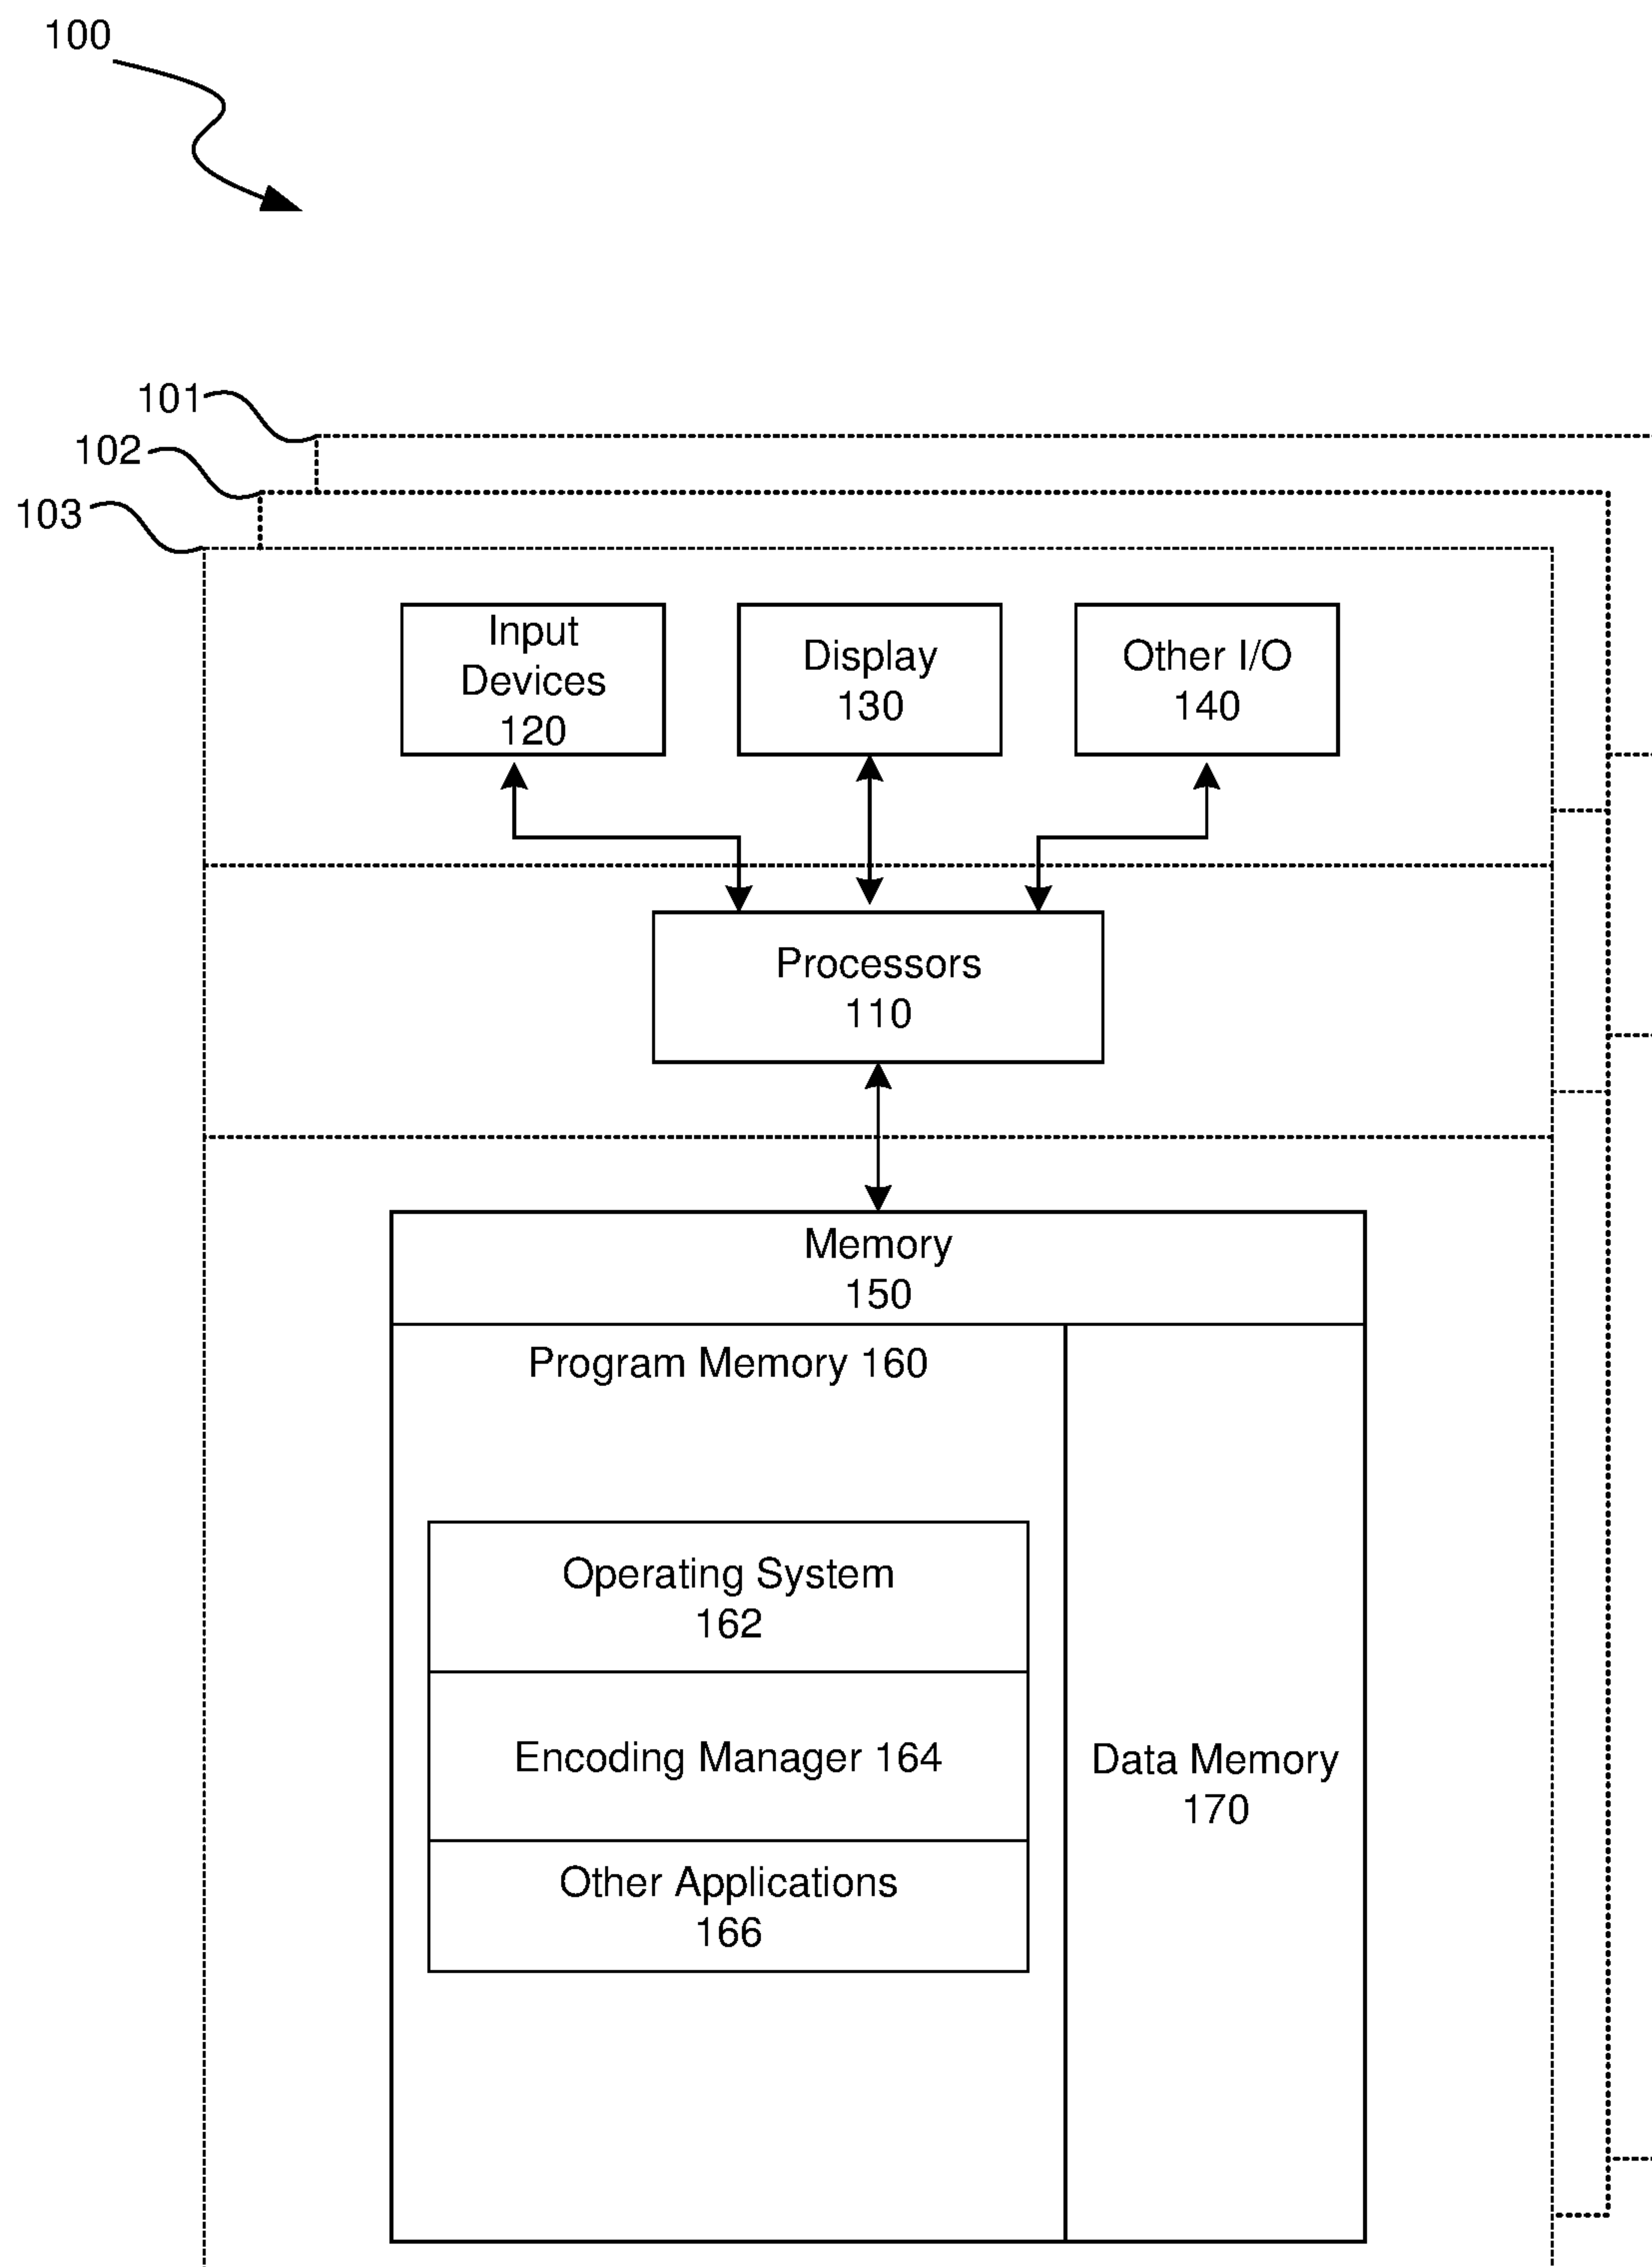 100
101
102
103
Input
Devices
120
Display
130
Other I/O
140
Processors
110
Memory
150
Program Memory 160
Operating System
162
Encoding Manager 164
Other Applications
166
Data Memory
170